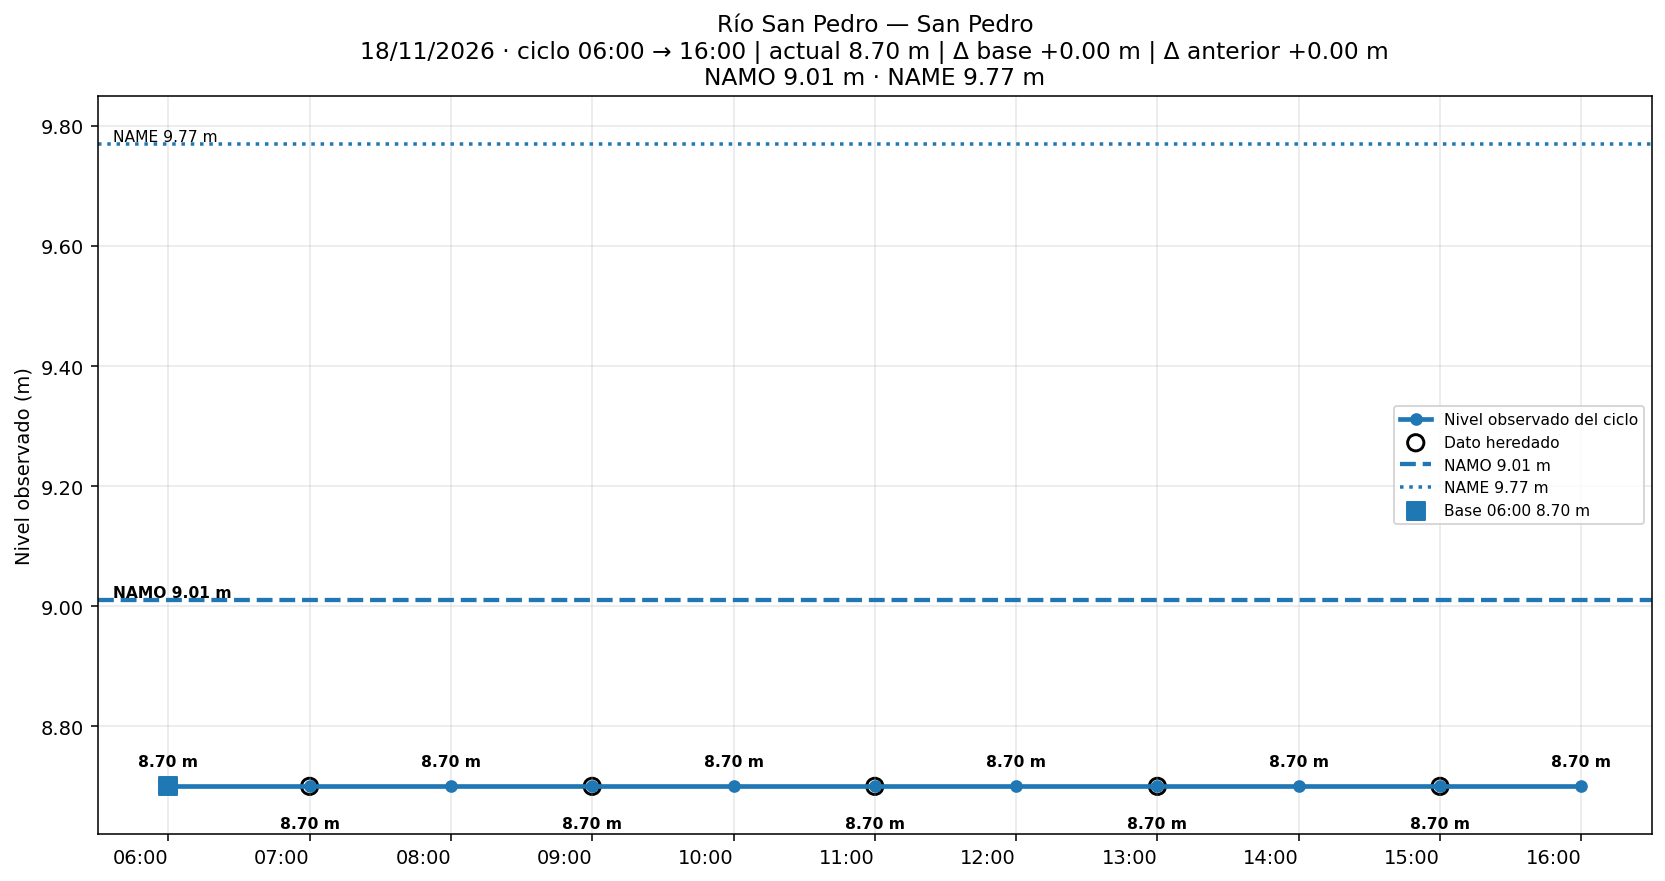 Río San Pedro — San Pedro
18/11/2026 · ciclo 06:00 → 16:00 | actual 8.70 m | Δ base +0.00 m | Δ anterior +0.00 m
NAMO 9.01 m · NAME 9.77 m
Nivel observado (m)
9.80
9.60
9.40
9.20
9.00
8.80
NAME 9.77 m
NAMO 9.01 m
Nivel observado del ciclo
Dato heredado
NAMO 9.01 m
NAME 9.77 m
Base 06:00 8.70 m
8.70 m
8.70 m
8.70 m
8.70 m
8.70 m
8.70 m
8.70 m
8.70 m
8.70 m
8.70 m
8.70 m
06:00
07:00
08:00
09:00
10:00
11:00
12:00
13:00
14:00
15:00
16:00